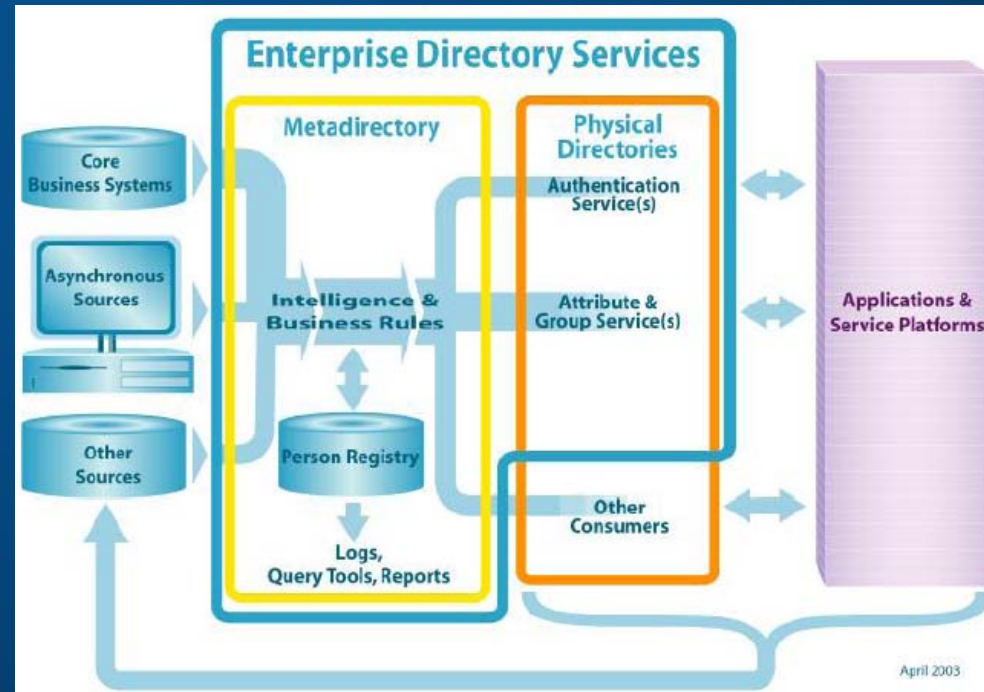 Enterprise Directory Services
Metadirectory
Physical
Directories
Core
Business Systems
Authentication
Service(s)
Asynchronous
Sources
Intelligence &
Business Rules
Attribute &
Group Service(s)
Applications &
Service Platforms
Other
Sources
Person Registry
Other
Consumers
Logs,
Query Tools, Reports
April 2003